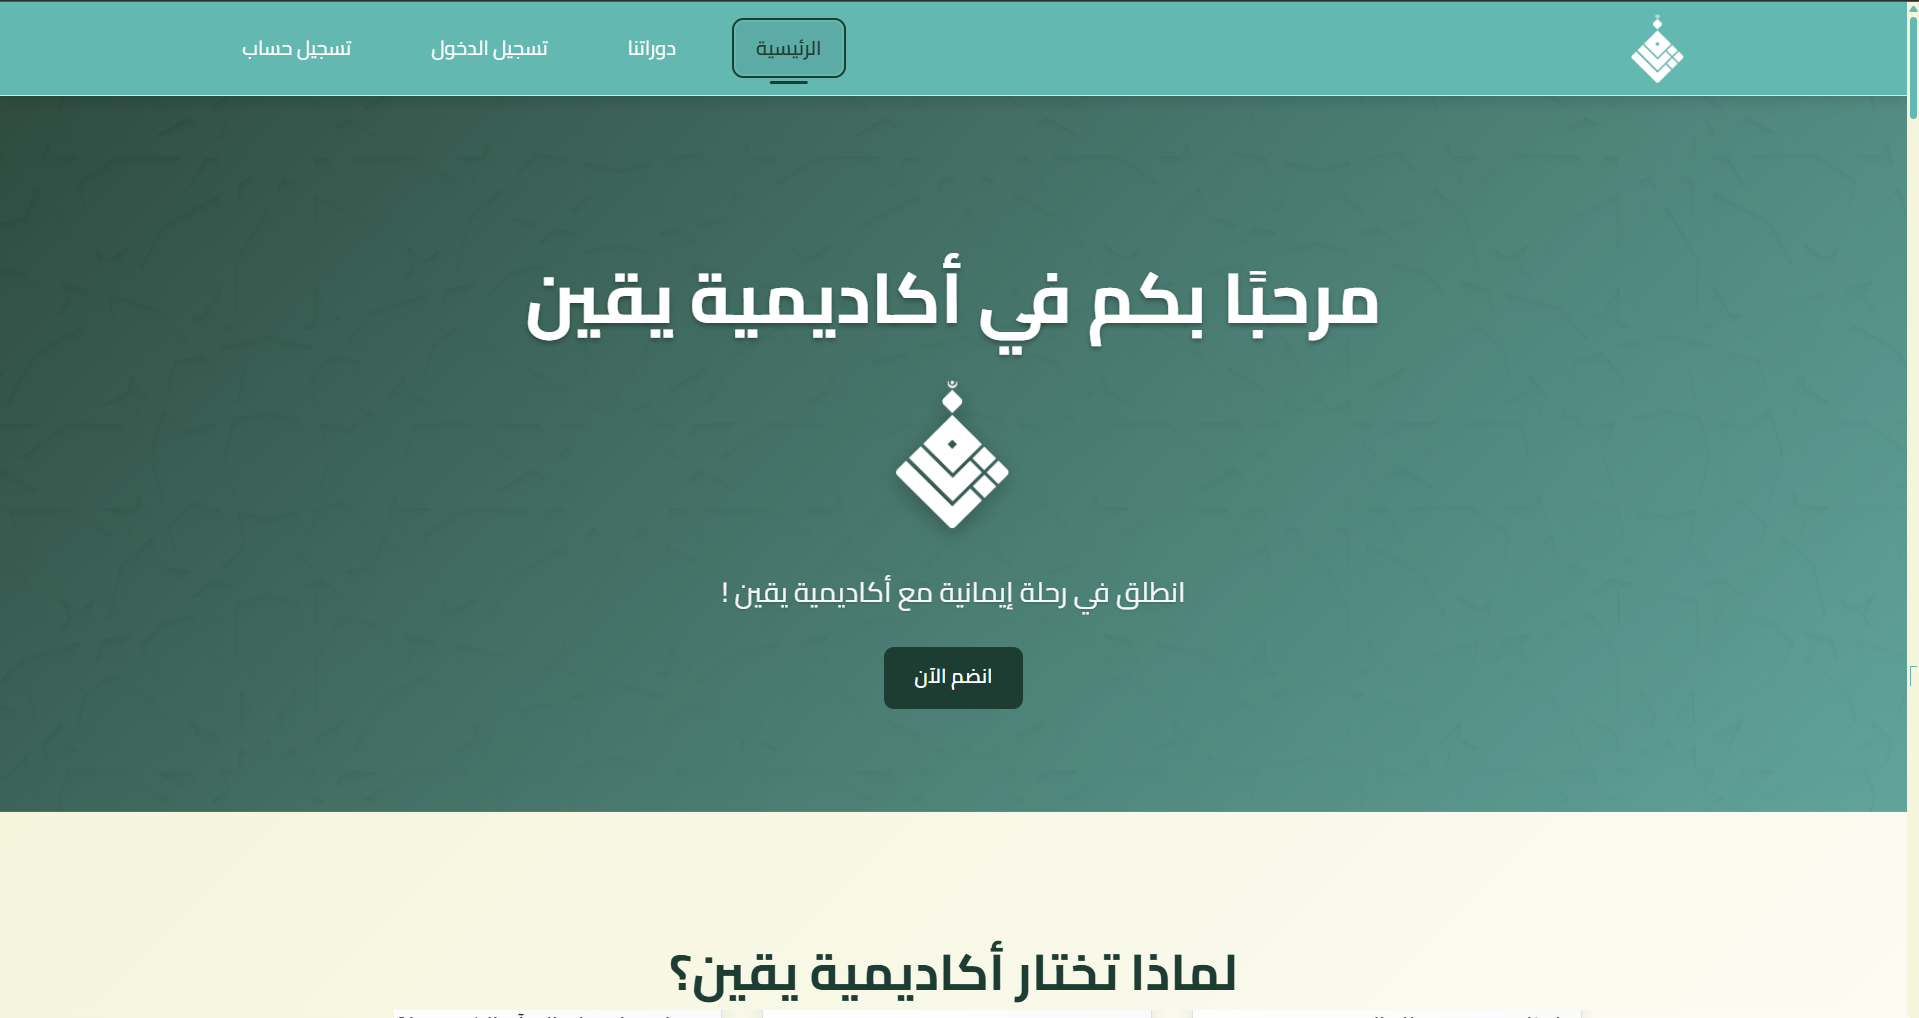 الرئيسية
دوراتنا
تسجيل الدخول
تسجيل حساب
مرحبًا بكم في أكاديمية يقين
انطلق في رحلة إيمانية مع أكاديمية يقين !
انضم الآن
لماذا تختار أكاديمية يقين؟